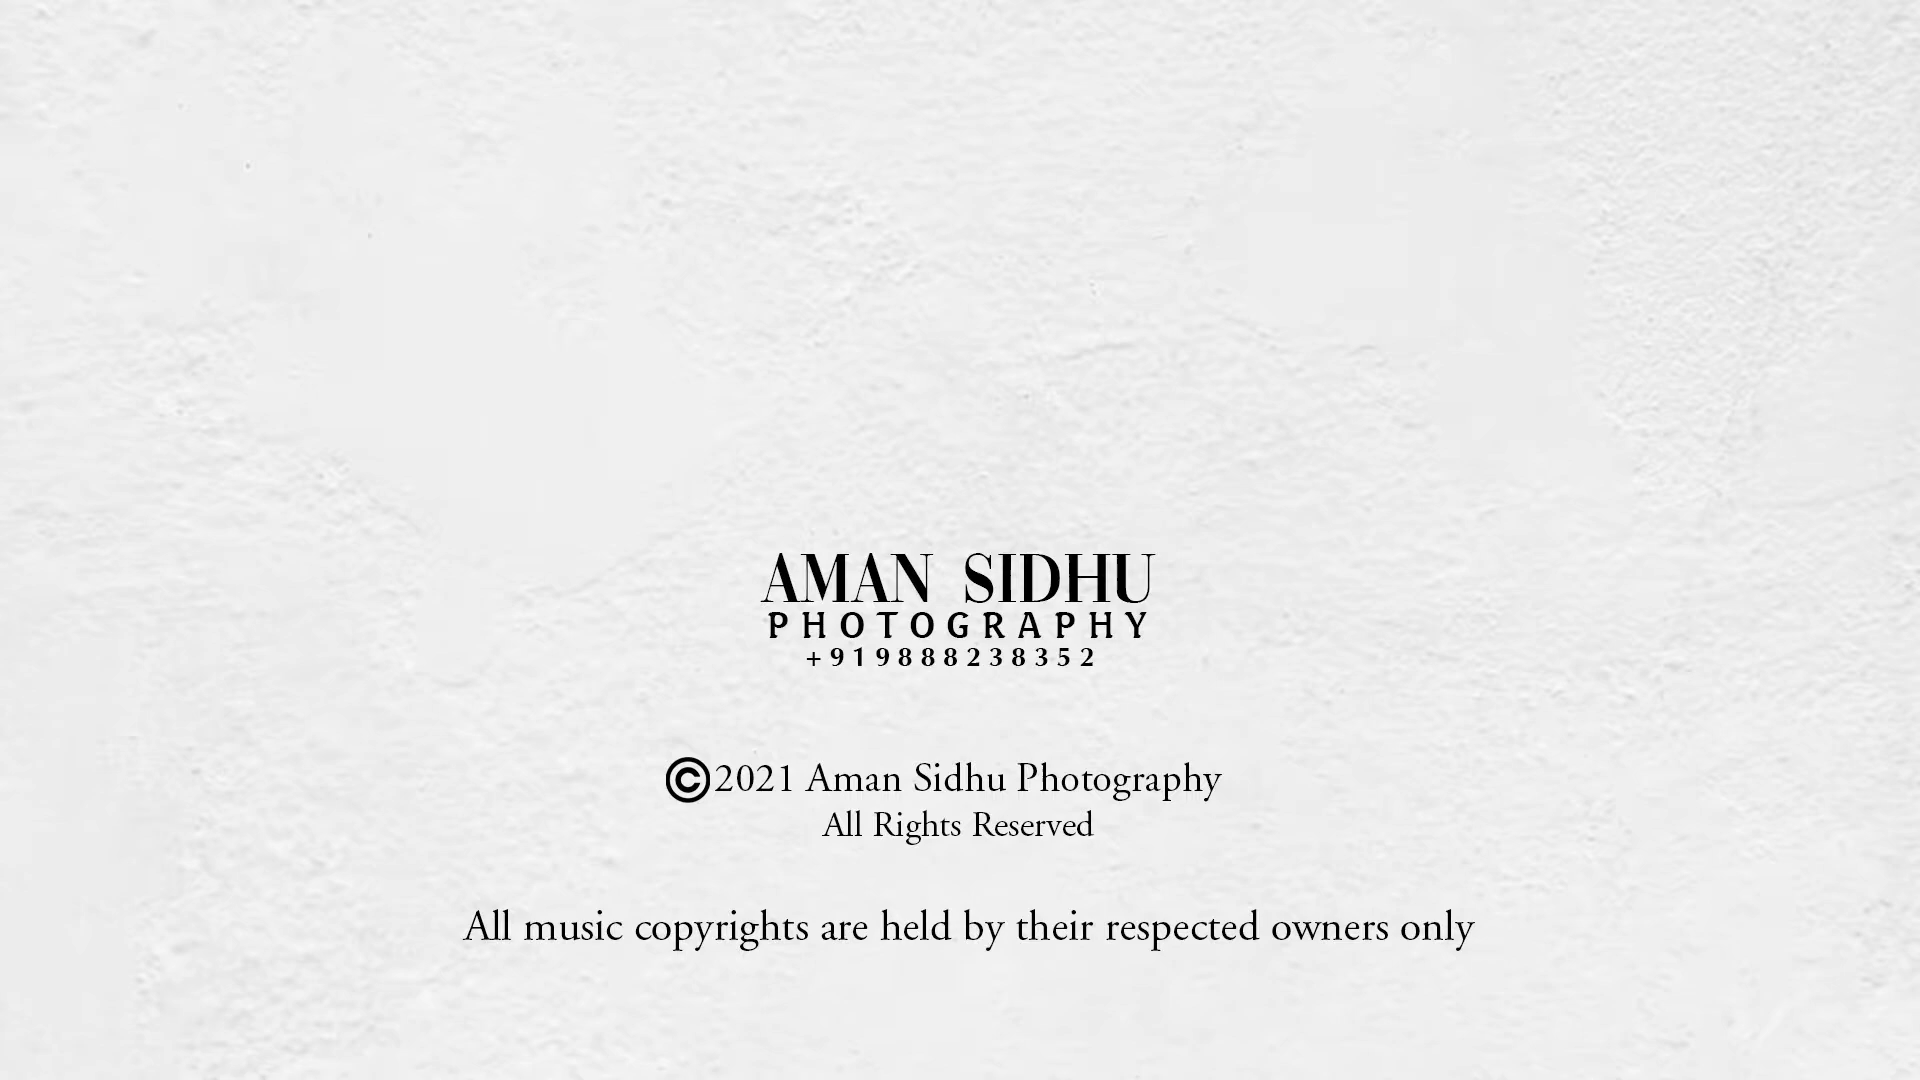 AMAN SIDHU
PHOTOGRAPHY
+919888238352
©2021 Aman Sidhu Photography
All Rights Reserved
All music copyrights are held by their respected owners only